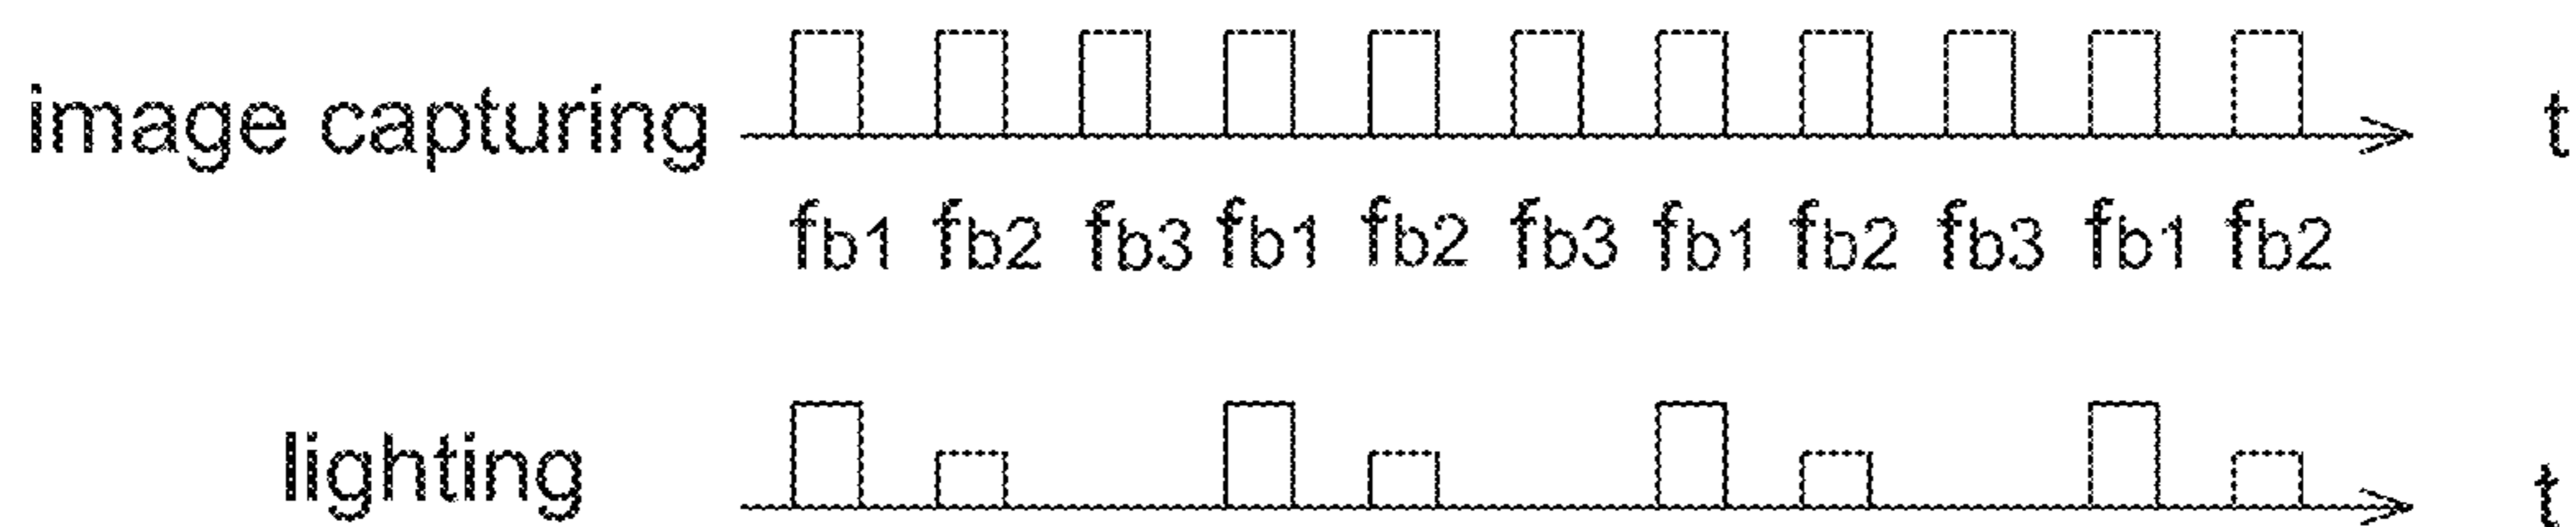 image capturing t
fb1 fb2 fb3 fb1 fb2 fb3 fb1 fb2 fb3 fb1 fb2
lighting t